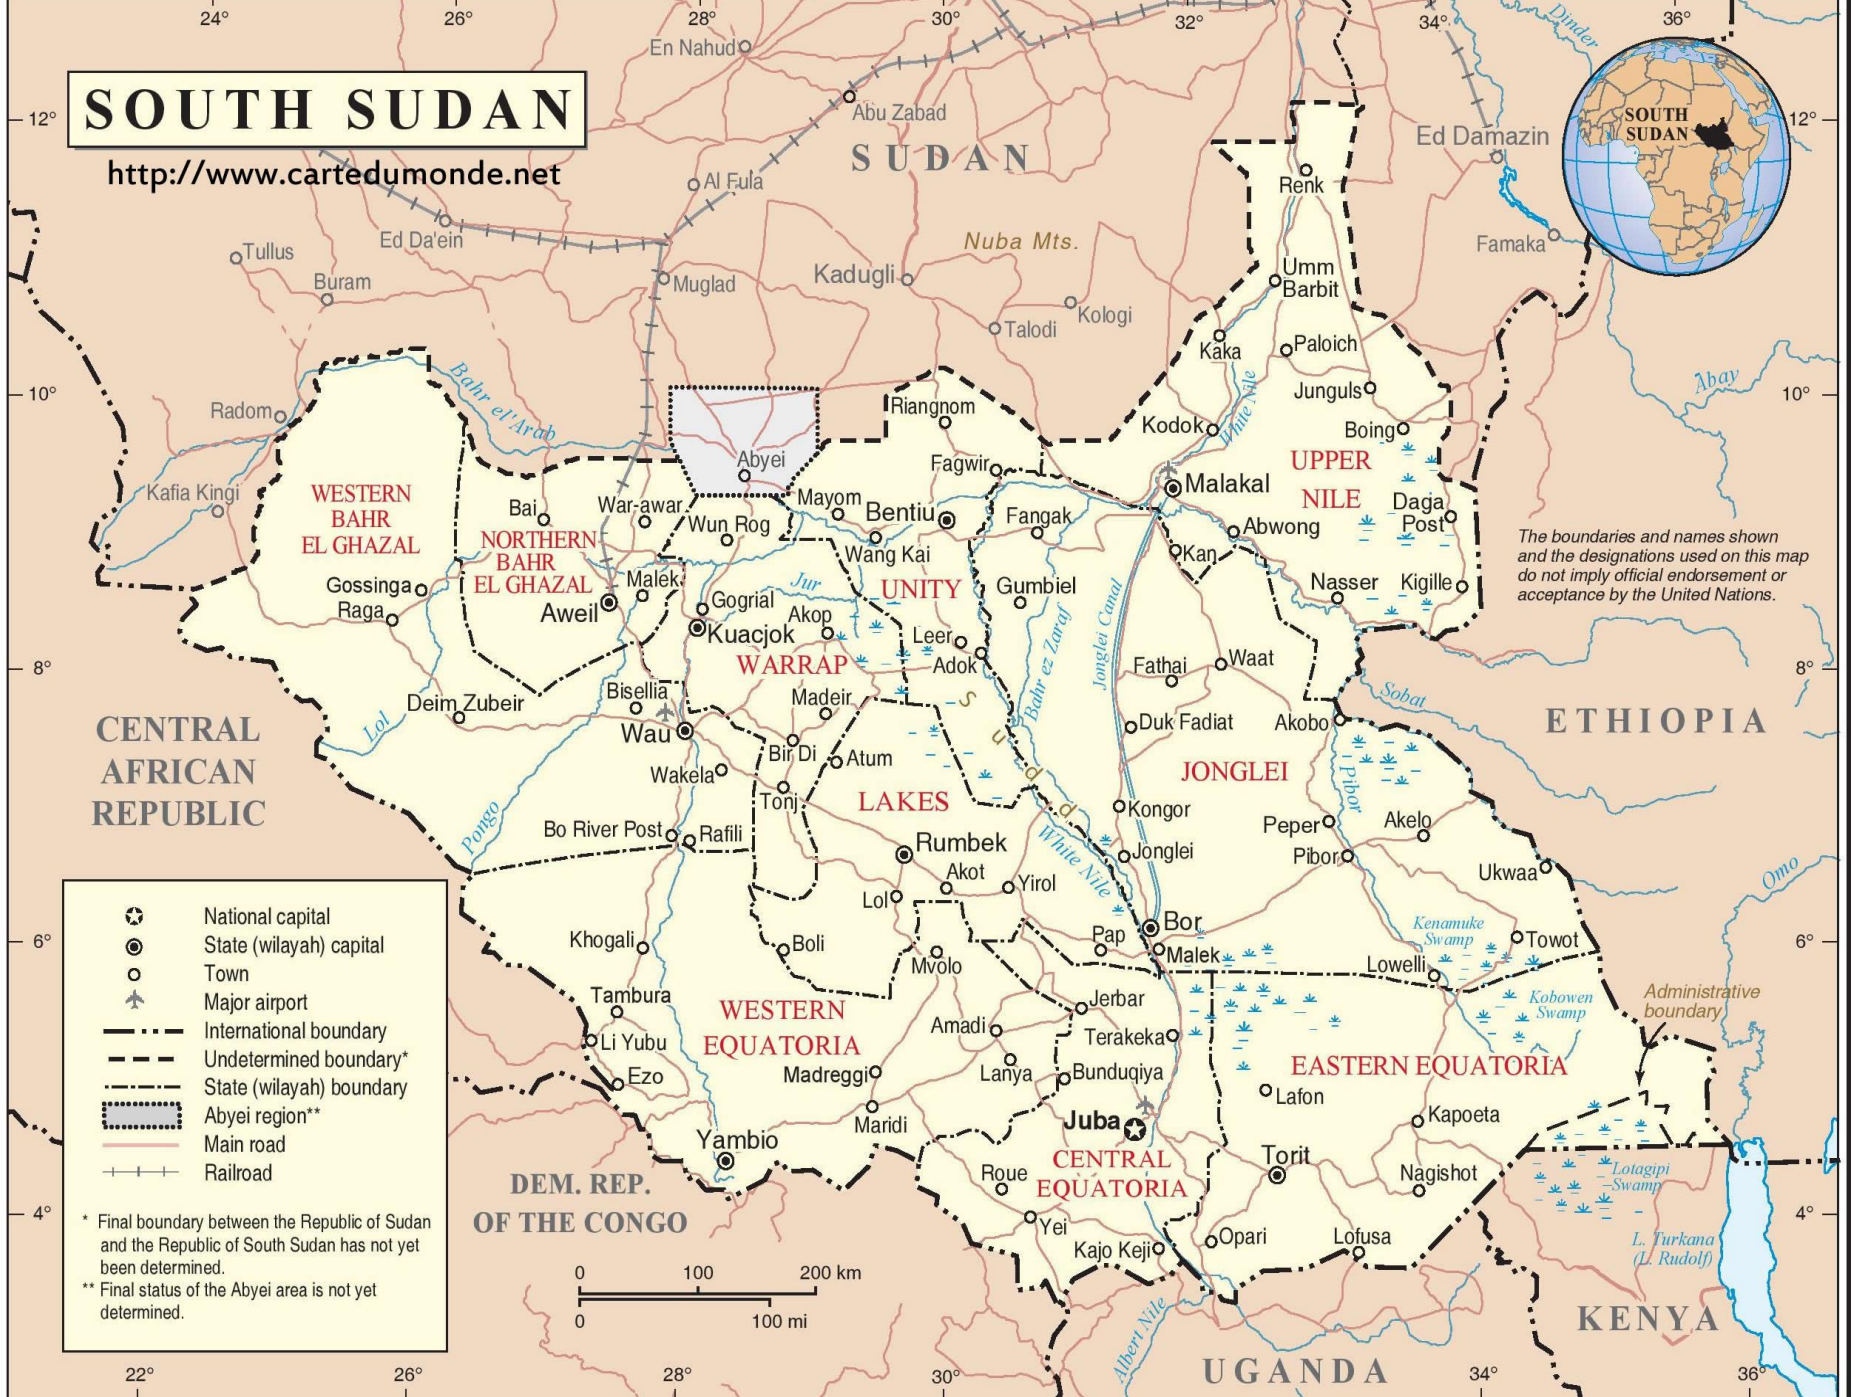 24°
26°
28°
30°
32°
34°
36°
En Nahud
Dinder
SOUTH SUDAN
http://www.cartedumonde.net
12°
Abu Zabad
SUDAN
Ed Damazin
SOUTH
SUDAN
12°
Al Fula
Renk
Tullus
Ed Da'ein
Nuba Mts.
Famaka
Buram
Muglad
Kadugli
Umm
Barbit
Talodi
Kologi
Kaka
Paloich
10°
Bahr el'Arab
Radom
Riangnom
Junguls
Abay
10°
Kodok
White Nile
Boing
Abyei
Fagwir
UPPER
NILE
Kafia Kingi
WESTERN
BAHR
EL GHAZAL
Bai
War-awar
Mayom
Bentiu
Malakal
Daga
Post
Wun Rog
Fangak
Abwong
NORTHERN
BAHR
EL GHAZAL
Wang Kai
Kan
The boundaries and names shown
and the designations used on this map
do not imply official endorsement or
acceptance by the United Nations.
Gossinga
Malek
Jur
UNITY
Gumbiel
Nasser
Kigille
Raga
Aweil
Gogrial
Akop
Kuacjok
Leer
Bahr ez Zaraf
Jonglei Canal
8°
WARRAP
Adok
Fathai
Waat
8°
Bisellia
Madeir
Sudd
Sobat
Deim Zubeir
Lol
Wau
Duk Fadiat
Akobo
ETHIOPIA
CENTRAL
AFRICAN
REPUBLIC
Bir Di
Atum
Wakela
JONGLEI
Pibor
Tonj
LAKES
Kongor
Pongo
Bo River Post
Rafili
Rumbek
White Nile
Peper
Akelo
Jonglei
Pibor
Akot
Yirol
Ukwaa
Omo
Lol
National capital
State (wilayah) capital
Town
Major airport
International boundary
Undetermined boundary*
State (wilayah) boundary
Abyei region**
Main road
Railroad
* Final boundary between the Republic of Sudan
and the Republic of South Sudan has not yet
been determined.
** Final status of the Abyei area is not yet
determined.
Bor
Kenamuke
Swamp
6°
Khogali
Boli
Pap
Malek
Towot
6°
Mvolo
Lowelli
Tambura
WESTERN
EQUATORIA
Jerbar
Kobowen
Swamp
Administrative
boundary
Li Yubu
Amadi
Terakeka
EASTERN EQUATORIA
Ezo
Madreggi
Lanya
Bunduqiya
Lafon
Maridi
Juba
Kapoeta
Yambio
CENTRAL
EQUATORIA
Torit
DEM. REP.
OF THE CONGO
Roue
Nagishot
Lotagipi
Swamp
4°
Yei
4°
Kajo Keji
Opari
Lofusa
L. Turkana
(L. Rudolf)
0 100 200 km
0 100 mi
Albert Nile
KENYA
UGANDA
22°
26°
28°
30°
34°
36°